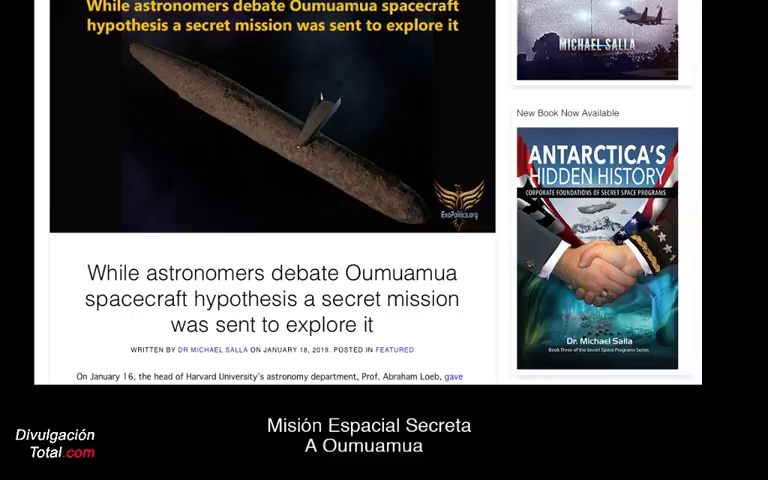 While astronomers debate Oumuamua spacecraft
hypothesis a secret mission was sent to explore it
ExoPolitics.org
While astronomers debate Oumuamua
spacecraft hypothesis a secret mission
was sent to explore it
WRITTEN BY DR MICHAEL SALLA ON JANUARY 18, 2019. POSTED IN FEATURED
On January 16, the head of Harvard University's astronomy department, Prof. Abraham Loeb, gave
MICHAEL SALLA
New Book Now Available
ANTARCTICA'S
HIDDEN HISTORY
CORPORATE FOUNDATIONS OF SECRET SPACE PROGRAMS
Dr. Michael Salla
Book Three of the Secret Space Programs Series
Divulgación
Total.com
Misión Espacial Secreta
A Oumuamua